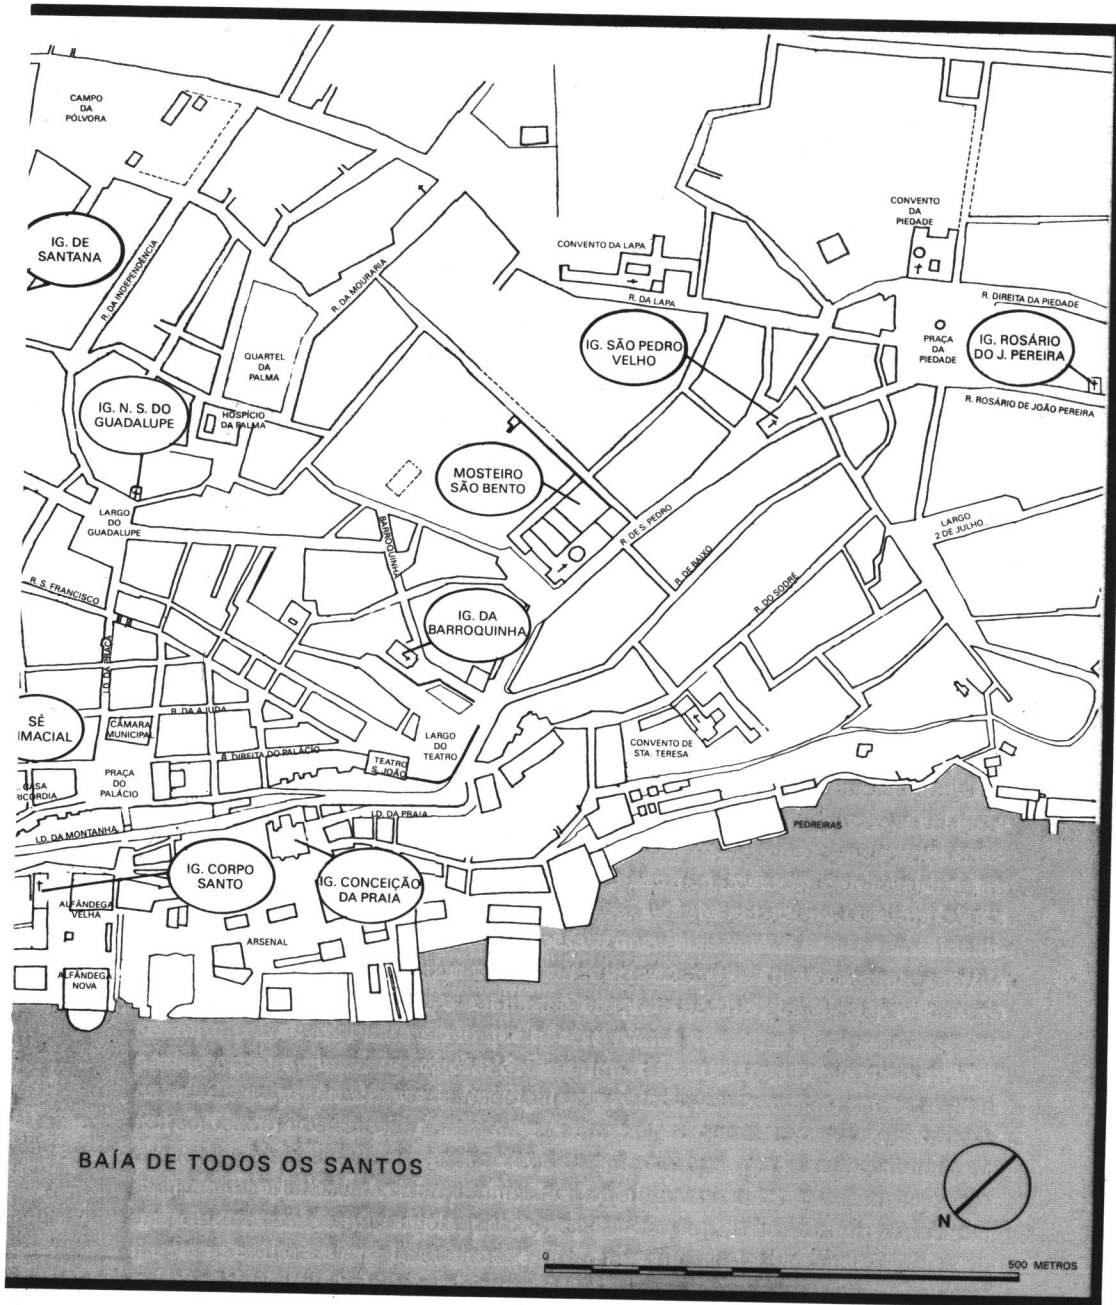 CAMPO
DA
PÓLVORA
IG. DE
SANTANA
R. DA INDEPENDÊNCIA
R. DA MOURARIA
CONVENTO DA LAPA
R. DA LAPA
CONVENTO
DA
PIEDADE
R. DIREITA DA PIEDADE
PRAÇA
DA
PIEDADE
IG. ROSÁRIO
DO J. PEREIRA
R. ROSÁRIO DE JOÃO PEREIRA
IG. SÃO PEDRO
VELHO
QUARTEL
DA
PALMA
HOSPÍCIO
DA PALMA
IG. N. S. DO
GUADALUPE
MOSTEIRO
SÃO BENTO
LARGO
DO
GUADALUPE
BARROQUINHA
R. DE S. PEDRO
R. DE BAIXO
R. DO SODRÉ
LARGO
2 DE JULHO
R. S. FRANCISCO
IG. DA
BARROQUINHA
LD. DA PRAÇA
SÉ
IMACIAL
R. DA AJUDA
CÂMARA
MUNICIPAL
R. DIREITA DO PALÁCIO
TEATRO
S. JOÃO
LARGO
DO
TEATRO
CONVENTO DE
STA. TERESA
CASA
RICÓRDIA
PRAÇA
DO
PALÁCIO
LD. DA MONTANHA
LD. DA PRAIA
PEDREIRAS
IG. CORPO
SANTO
IG. CONCEIÇÃO
DA PRAIA
ALFÂNDEGA
VELHA
ARSENAL
ALFÂNDEGA
NOVA
BAÍA DE TODOS OS SANTOS
N
0
500 METROS